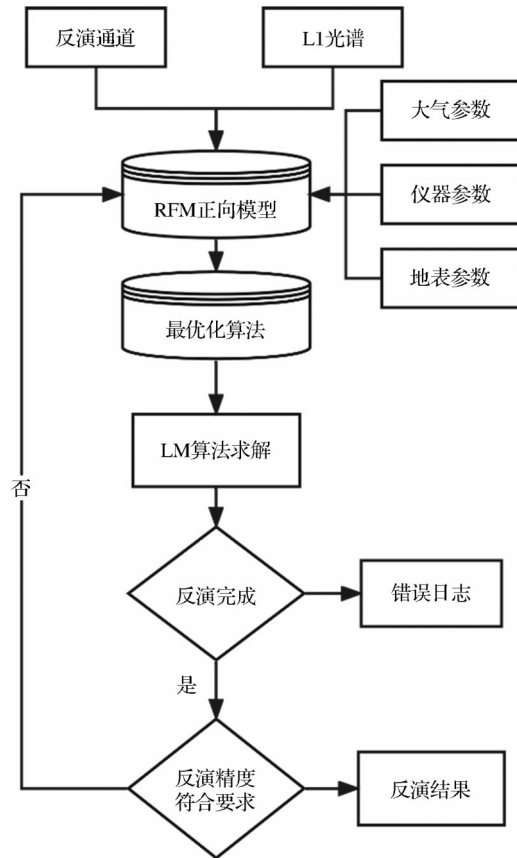 反演通道
L1光谱
大气参数
RFM正向模型
仪器参数
地表参数
最优化算法
LM算法求解
否
反演完成
错误日志
是
反演精度
符合要求
反演结果